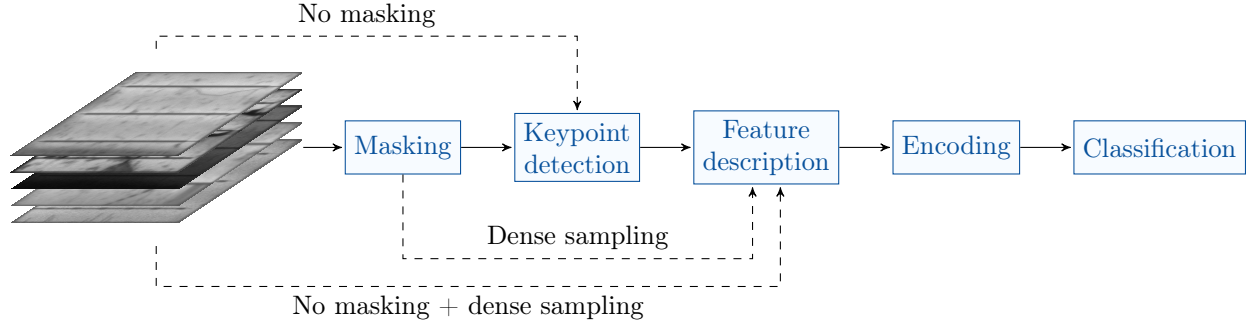 No masking
Masking
Keypoint
detection
Feature
description
Encoding
Classification
Dense sampling
No masking + dense sampling